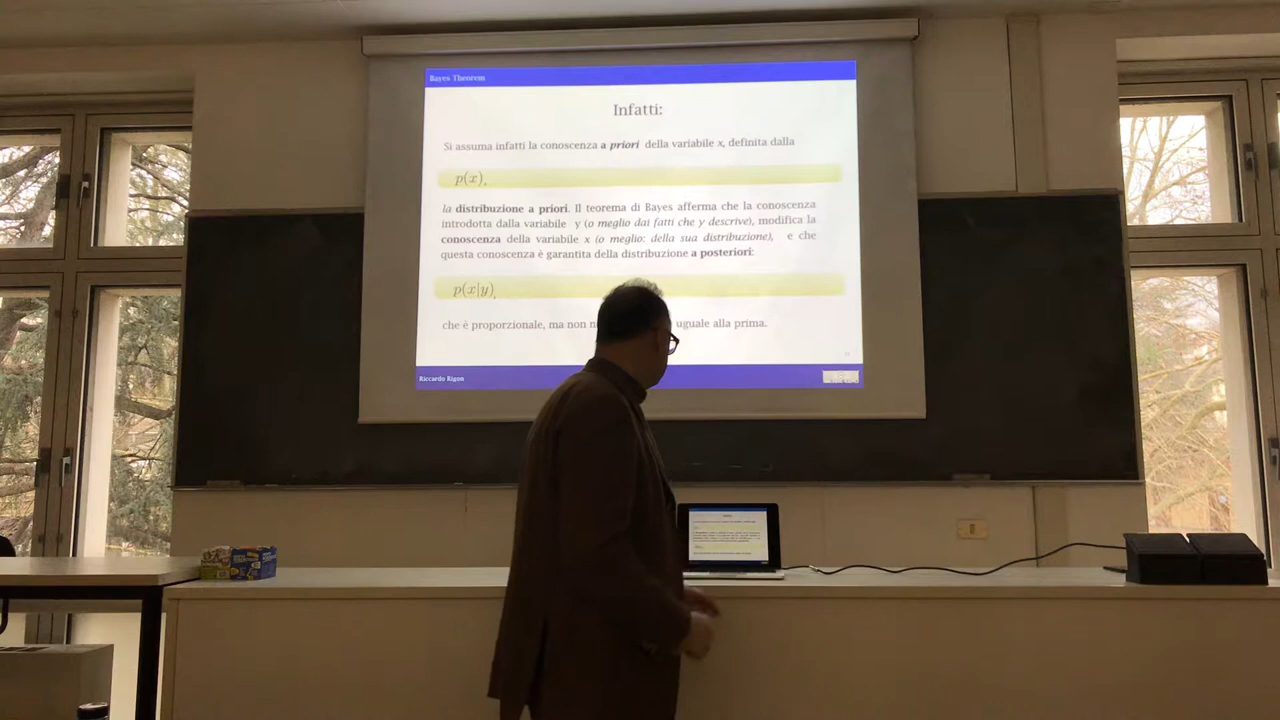 Bayes Theorem
Infatti:
Si assuma infatti la conoscenza a priori della variabile x, definita dalla
p(x),
la distribuzione a priori. Il teorema di Bayes afferma che la conoscenza
introdotta dalla variabile y (o meglio dai fatti che y descrive), modifica la
conoscenza della variabile x (o meglio: della sua distribuzione), e che
questa conoscenza è garantita della distribuzione a posteriori:
p(x|y),
che è proporzionale, ma non uguale alla prima.
Riccardo Rigon